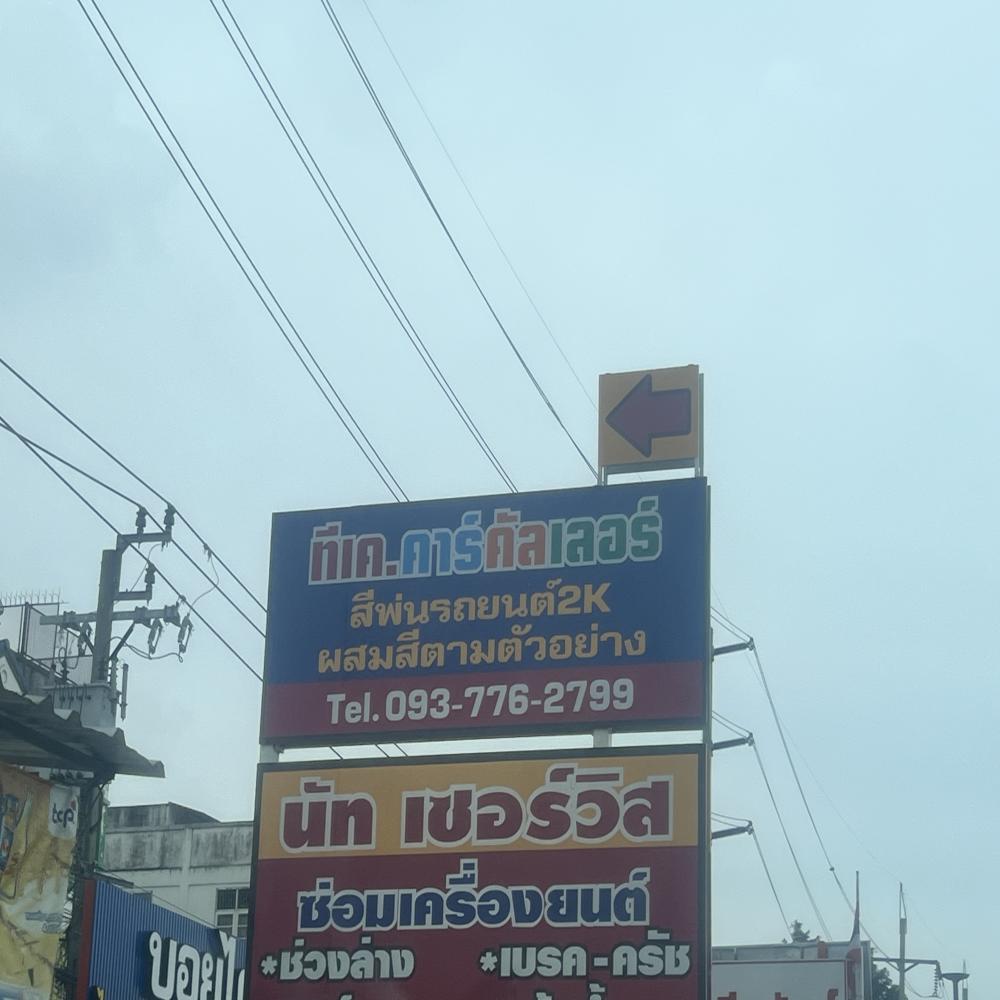 ทีเค.คาร์คัลเลอร์
สีพ่นรถยนต์2K
ผสมสีตามตัวอย่าง
Tel.093-776-2799
นัท เซอร์วิส
ซ่อมเครื่องยนต์
*ช่วงล่าง *เบรค-ครัช
tcp